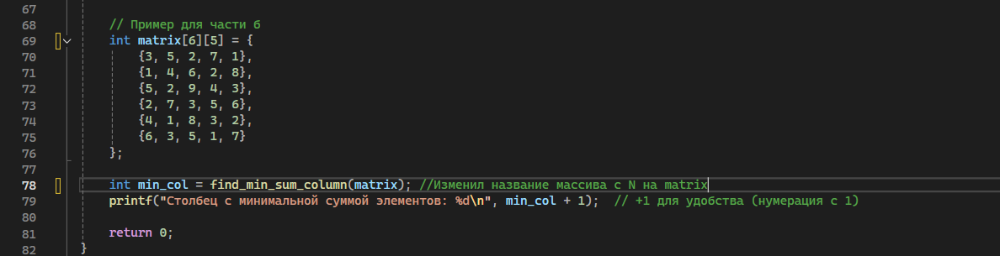 67
68 // Пример для части б
69 int matrix[6][5] = {
70 {3, 5, 2, 7, 1},
71 {1, 4, 6, 2, 8},
72 {5, 2, 9, 4, 3},
73 {2, 7, 3, 5, 6},
74 {4, 1, 8, 3, 2},
75 {6, 3, 5, 1, 7}
76 };
77
78 int min_col = find_min_sum_column(matrix); //Изменил название массива с N на matrix
79 printf("Столбец с минимальной суммой элементов: %d\n", min_col + 1); // +1 для удобства (нумерация с 1)
80
81 return 0;
82 }